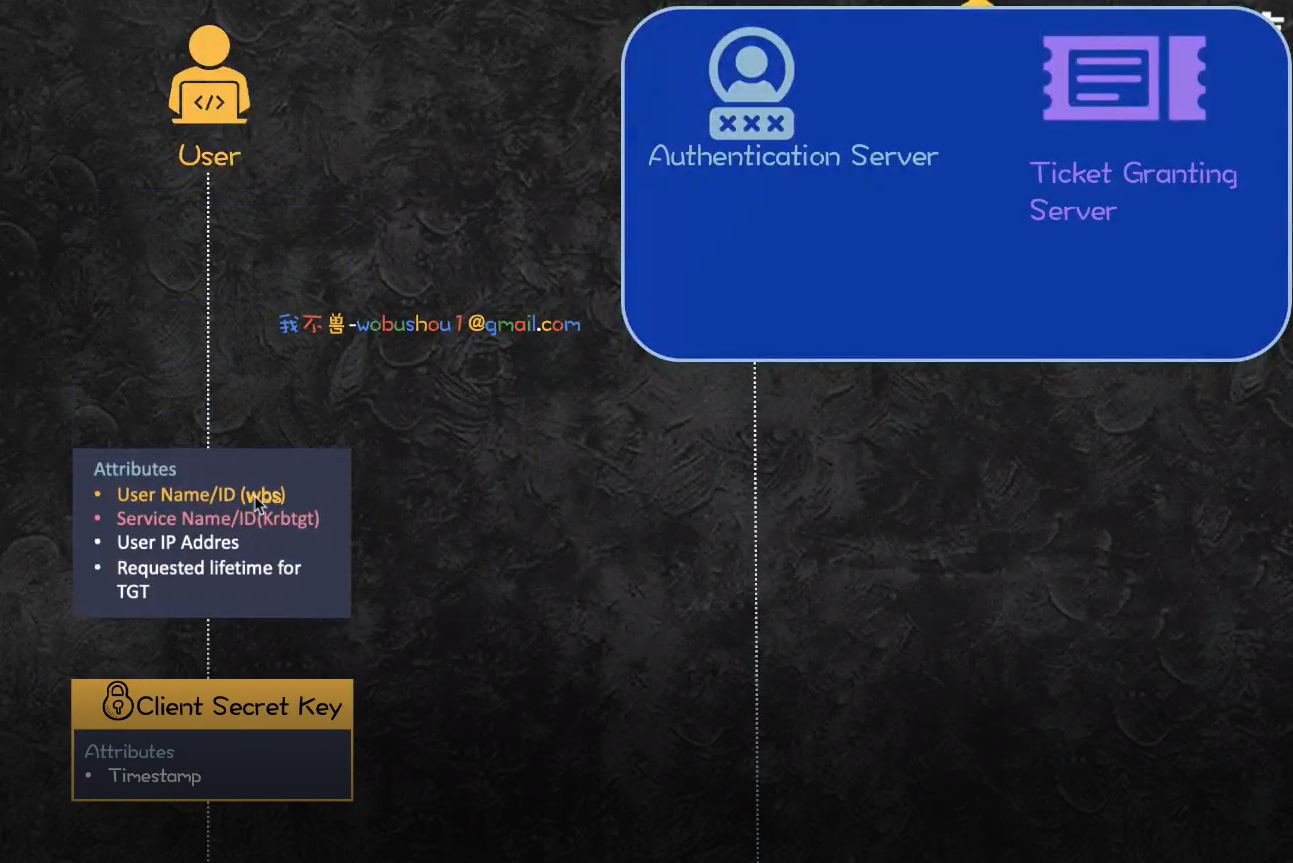 User
Authentication Server
Ticket Granting
Server
我不兽-wobushou1@gmail.com
Attributes
• User Name/ID (wbs)
• Service Name/ID(Krbtgt)
• User IP Addres
• Requested lifetime for
TGT
Client Secret Key
Attributes
• Timestamp